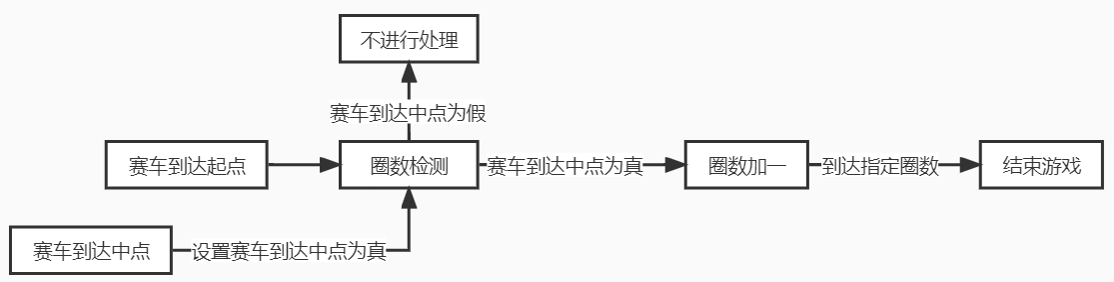 不进行处理
赛车到达中点为假
赛车到达起点
圈数检测
赛车到达中点为真
圈数加一
到达指定圈数
结束游戏
赛车到达中点
设置赛车到达中点为真